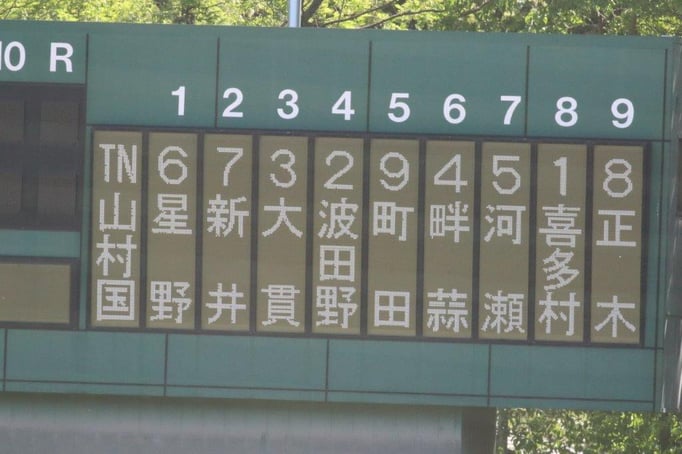 10 R
1 2 3 4 5 6 7 8 9
TN山村国
6星野
7新井
3大貫
2波田野
9町田
4畔蒜
5河瀬
1喜多村
8正木